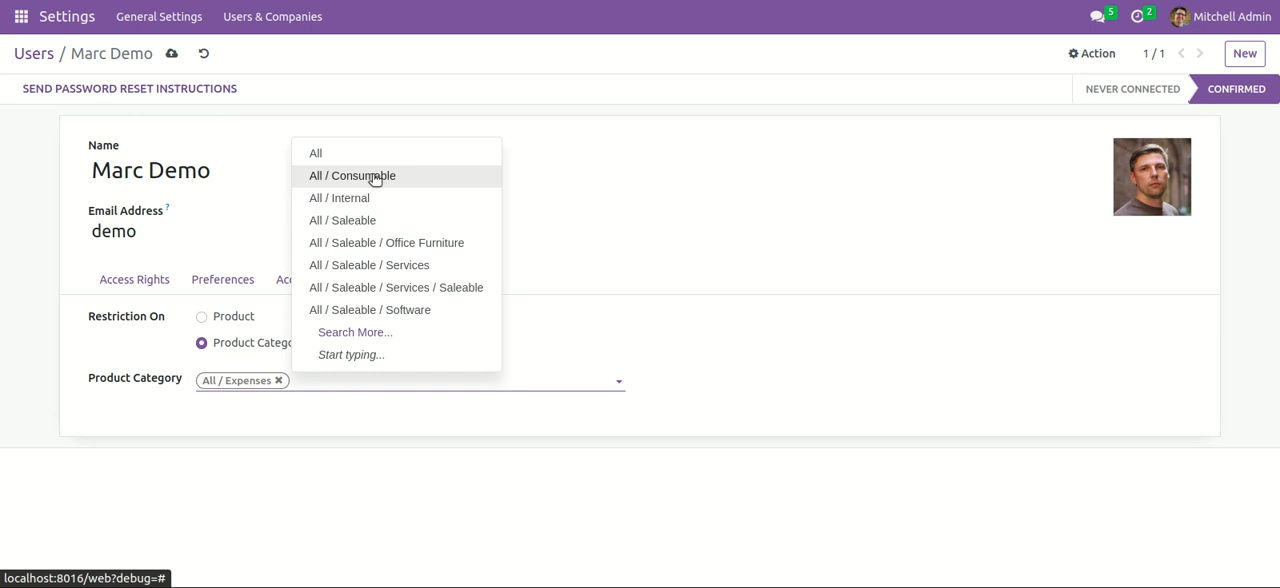 Settings General Settings Users & Companies 5 2 Mitchell Admin
Users / Marc Demo Action 1 / 1 New
SEND PASSWORD RESET INSTRUCTIONS NEVER CONNECTED CONFIRMED
Name
Marc Demo
Email Address ?
demo
Access Rights Preferences Acc
Restriction On Product
Product Catego
Product Category All / Expenses ×
All
All / Consumable
All / Internal
All / Saleable
All / Saleable / Office Furniture
All / Saleable / Services
All / Saleable / Services / Saleable
All / Saleable / Software
Search More...
Start typing...
localhost:8016/web?debug=#